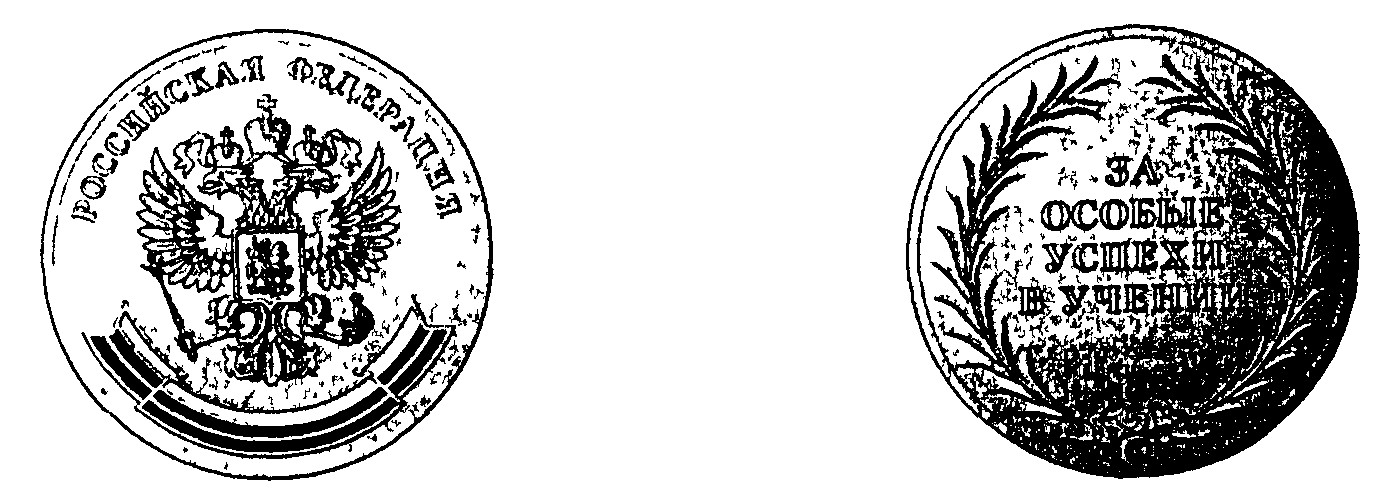 РОССИЙСКАЯ ФЕДЕРАЦИЯ
ЗА
ОСОБЫЕ
УСПЕХИ
В УЧЕНИИ